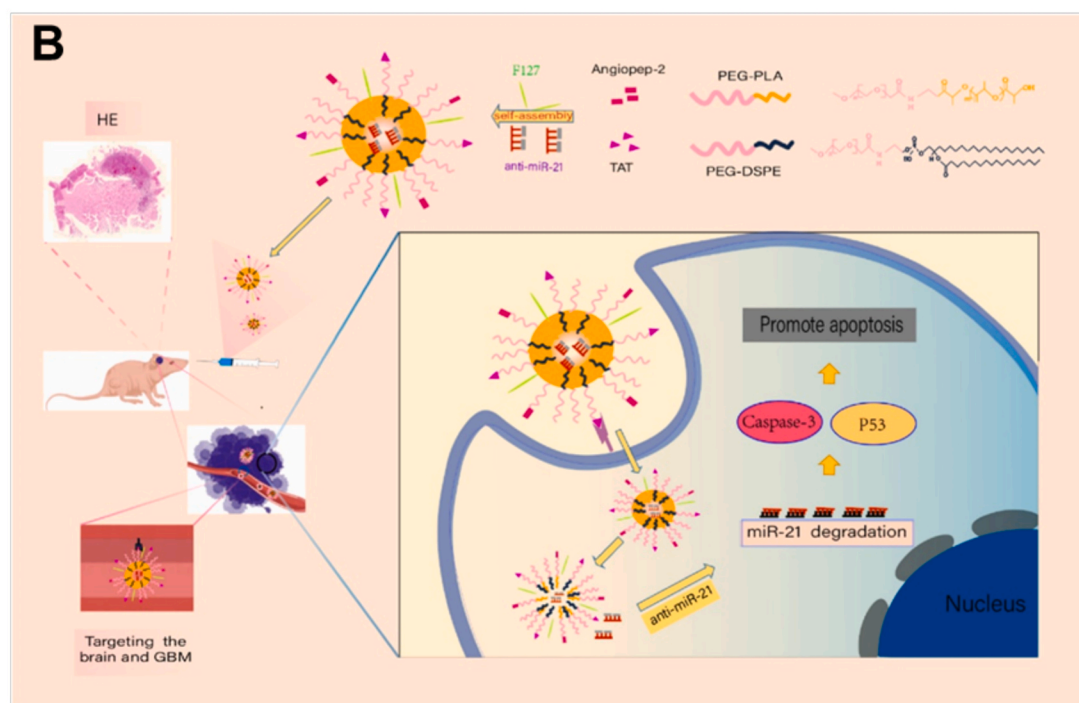 B
HE
F127
Angiopep-2
PEG-PLA
self-assembly
anti-miR-21
TAT
PEG-DSPE
Promote apoptosis
Caspase-3
P53
miR-21 degradation
anti-miR-21
Nucleus
Targeting the
brain and GBM